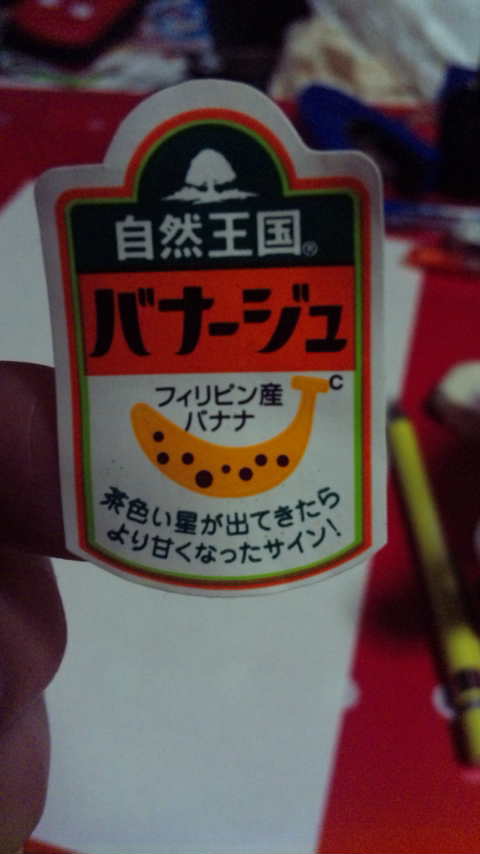 自然王国®
バナージュ
フィリピン産 C
バナナ
茶色い星が出てきたら
より甘くなったサイン!